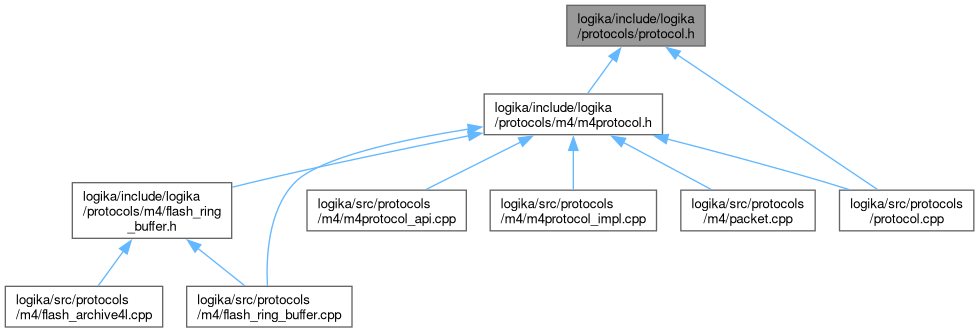 logika/include/logika
/protocols/protocol.h
logika/include/logika
/protocols/m4/m4protocol.h
logika/include/logika
/protocols/m4/flash_ring
_buffer.h
logika/src/protocols
/m4/m4protocol_api.cpp
logika/src/protocols
/m4/m4protocol_impl.cpp
logika/src/protocols
/m4/packet.cpp
logika/src/protocols
/protocol.cpp
logika/src/protocols
/m4/flash_archive4l.cpp
logika/src/protocols
/m4/flash_ring_buffer.cpp